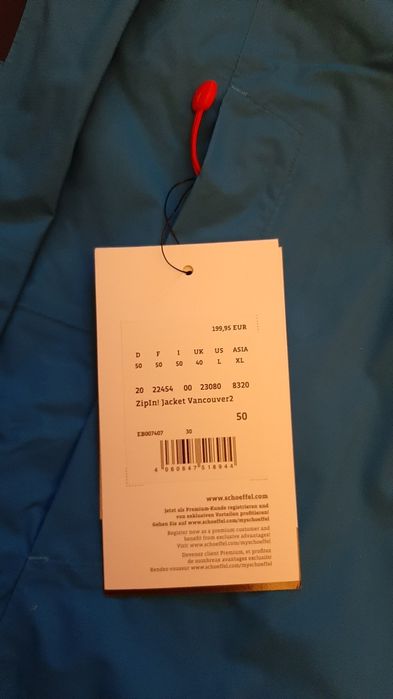 199,95 EUR
D F I UK US ASIA
50 50 50 40 L XL
20 22454 00 23080 8320
ZipIn! Jacket Vancouver2
50
EB007407 30
4 060647 518944
www.schoeffel.com
Jetzt als Premium-Kunde registrieren und
von exklusiven Vorteilen profitieren!
Gehen Sie auf www.schoeffel.com/myschoeffel
Register now as a premium customer and
benefit from exclusive advantages!
Visit www.schoeffel.com/myschoeffel
Devenez client Premium, et profitez
de nombreux avantages exclusifs!
Rendez-vous sur www.schoeffel.com/myschoeffel